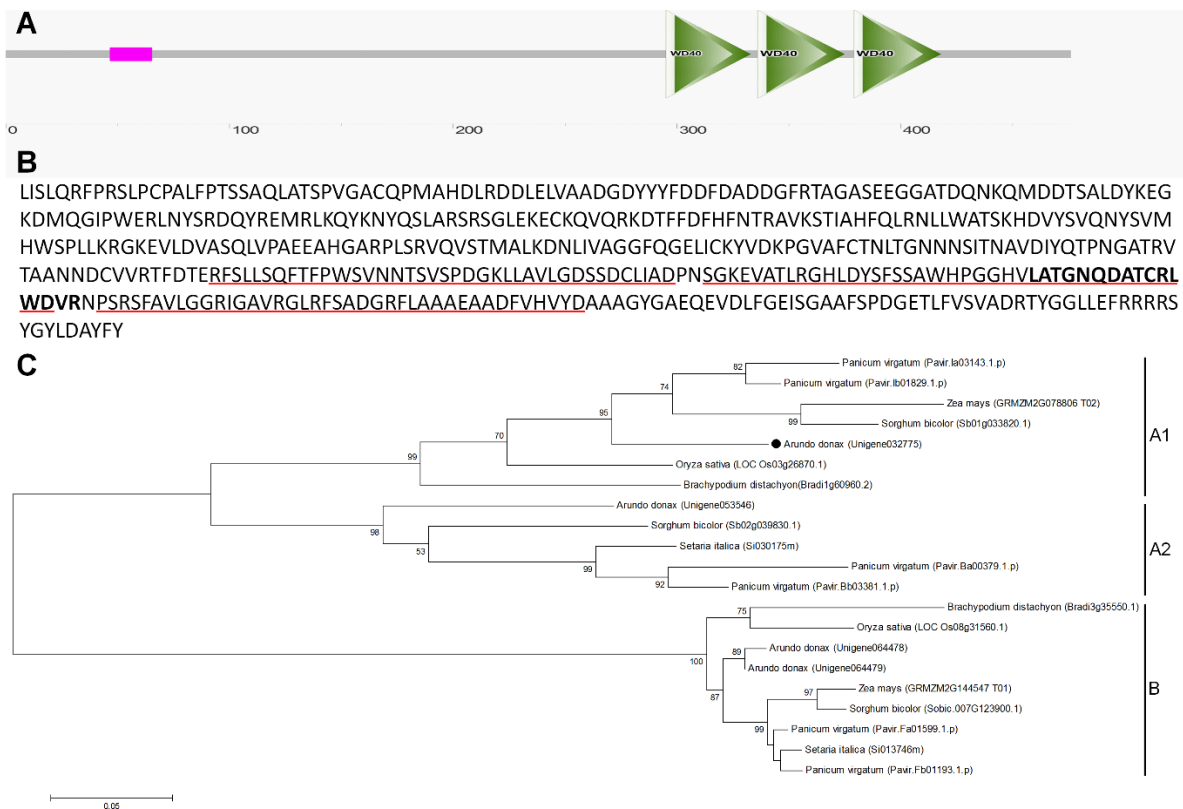 A
WD40 WD40 WD40
0 100 200 300 400
B
LISLQRFPRSLPCPALFPTSSAQLATSPVGACQPMAHDLRDDLELVAADGDYYYFDDFDADDGFRTAGASEEGGATDQNKQMDDTSALDYKEG
KDMQGIPWERLNYSRDQYREMRLKQYKNYQSLARSRSGLEKECKQVQRKDTFFDFHFNTRAVKSTIAHFQLRNLLWATSKHDVYSVQNYSVM
HWSPLLKRGKEVLDVASQLVPAEEAHGARPLSRVQVSTMALKDNLIVAGGFQGELICKYVDKPGVAFCTNLTGNNNSITNAVDIYQTPNGATRV
TAANNDCVVRTFDTERFSLLSQFTFPWSVNNTSVSPDGKLLAVLGDSSDCLIADPNSGKEVATLRGHLDYSFSSAWHPGGHVLATGNQDATCRL
WDVRNPSRSFAVLGGRIGAVRGLRFSADGRFLAAAEAADFVHVYDAAAGYGAEQEVDLFGEISGAAFSPDGETLFVSVADRTYGGLLEFRRRRS
YGYLDAYFY
C
82 Panicum virgatum (Pavir.Ia03143.1.p)
74 Panicum virgatum (Pavir.Ib01829.1.p)
95 Zea mays (GRMZM2G078806 T02)
99 Sorghum bicolor (Sb01g033820.1)
70 Arundo donax (Unigene032775)
A1
99 Oryza sativa (LOC Os03g26870.1)
Brachypodium distachyon(Bradi1g60960.2)
Arundo donax (Unigene053546)
98 Sorghum bicolor (Sb02g039830.1)
53 Setaria italica (Si030175m)
A2
99 Panicum virgatum (Pavir.Ba00379.1.p)
92 Panicum virgatum (Pavir.Bb03381.1.p)
75 Brachypodium distachyon (Bradi3g35550.1)
Oryza sativa (LOC Os08g31560.1)
89 Arundo donax (Unigene064478)
100 Arundo donax (Unigene064479)
87 97 Zea mays (GRMZM2G144547 T01)
B
Sorghum bicolor (Sobic.007G123900.1)
99 Panicum virgatum (Pavir.Fa01599.1.p)
Setaria italica (Si013746m)
Panicum virgatum (Pavir.Fb01193.1.p)
0.05